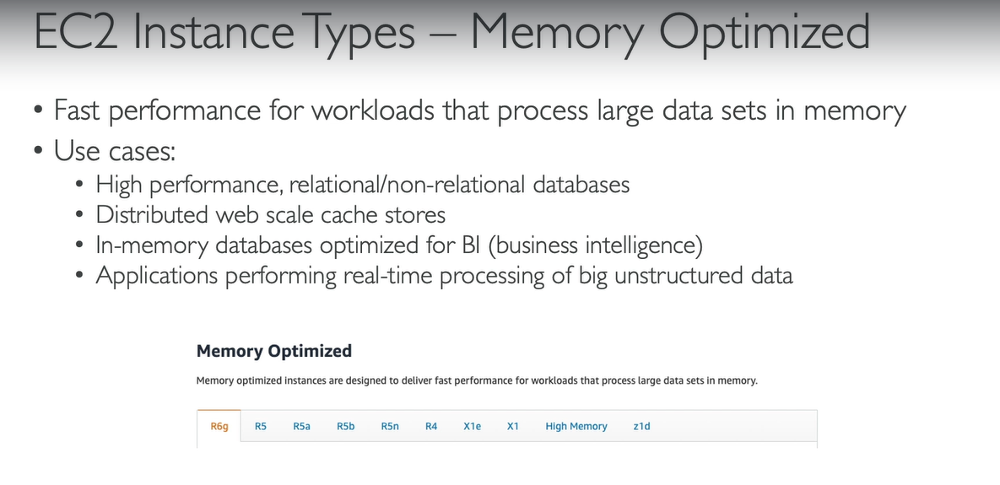 EC2 Instance Types – Memory Optimized
• Fast performance for workloads that process large data sets in memory
• Use cases:
• High performance, relational/non-relational databases
• Distributed web scale cache stores
• In-memory databases optimized for BI (business intelligence)
• Applications performing real-time processing of big unstructured data
Memory Optimized
Memory optimized instances are designed to deliver fast performance for workloads that process large data sets in memory.
R6g R5 R5a R5b R5n R4 X1e X1 High Memory z1d